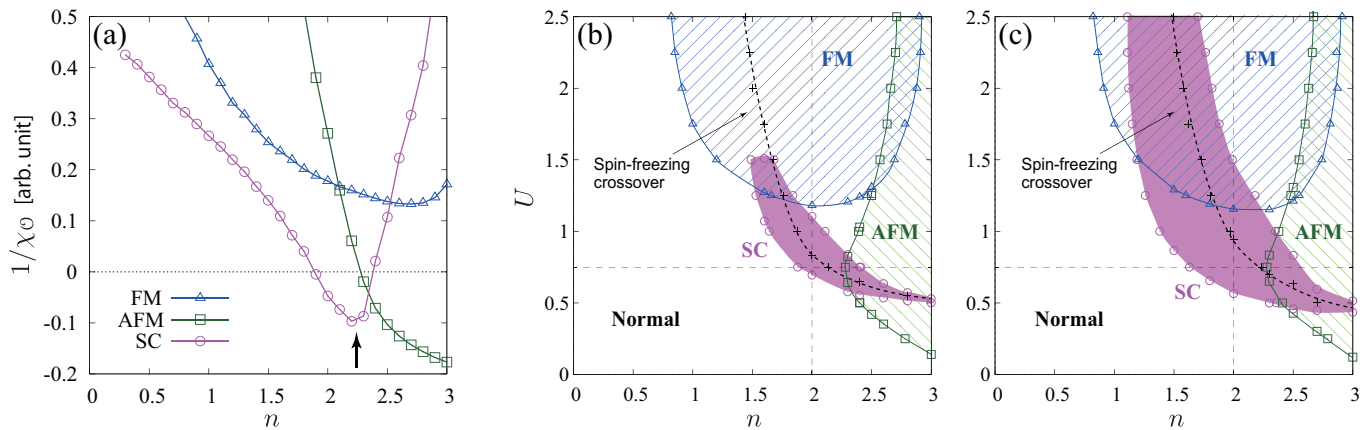 (a)
1/χ𝒪 [arb. unit]
0.5
0.4
0.3
0.2
0.1
0
-0.1
-0.2
FM
AFM
SC
0 0.5 1 1.5 2 2.5 3
n
(b)
U
2.5
2
1.5
1
0.5
0
FM
Spin-freezing
crossover
SC
AFM
Normal
0 0.5 1 1.5 2 2.5 3
n
(c)
2.5
2
1.5
1
0.5
0
FM
Spin-freezing
crossover
AFM
SC
Normal
0 0.5 1 1.5 2 2.5 3
n